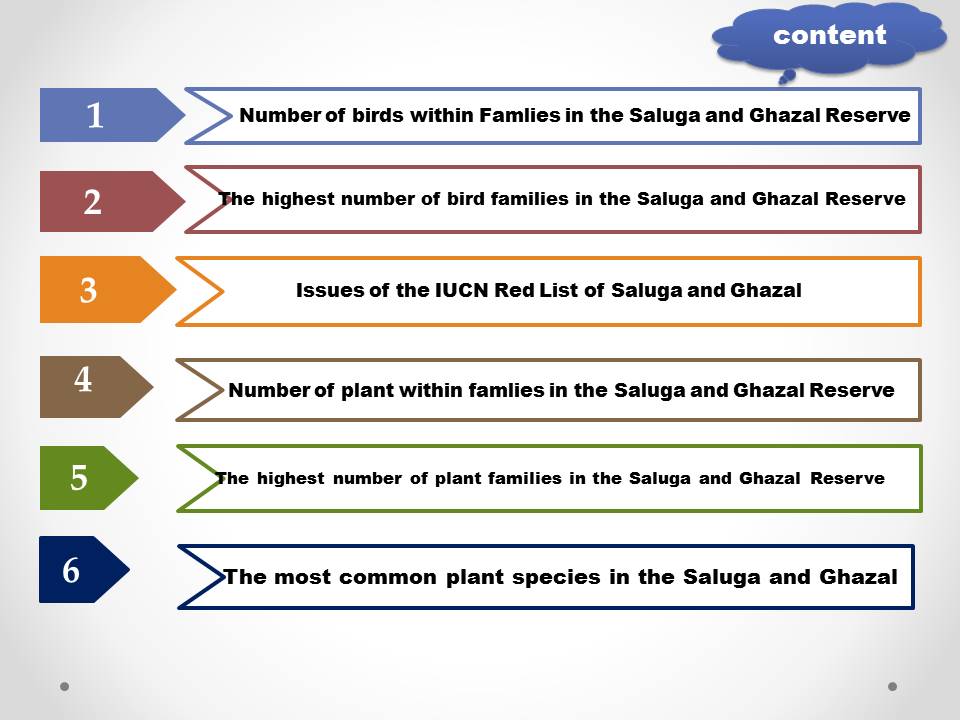 content
1
Number of birds within Famlies in the Saluga and Ghazal Reserve
2
The highest number of bird families in the Saluga and Ghazal Reserve
3
Issues of the IUCN Red List of Saluga and Ghazal
4
Number of plant within famlies in the Saluga and Ghazal Reserve
5
The highest number of plant families in the Saluga and Ghazal Reserve
6
The most common plant species in the Saluga and Ghazal